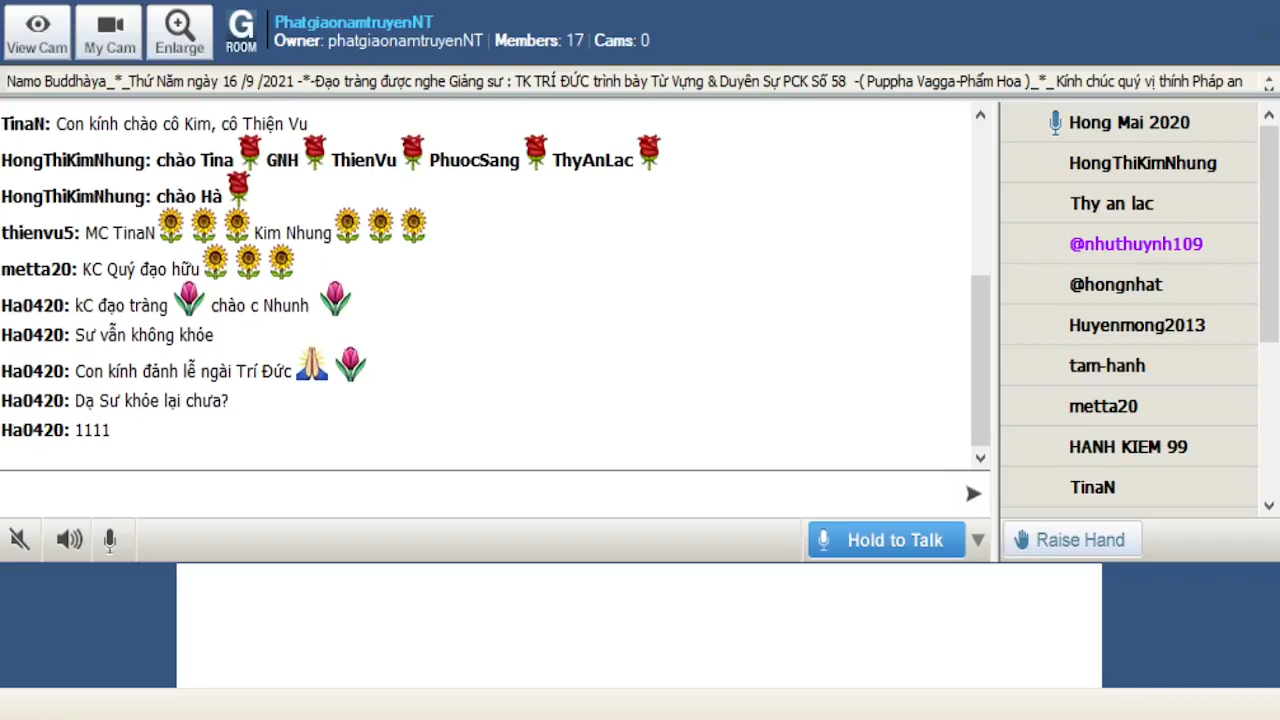 View Cam
My Cam
Enlarge
G
ROOM
PhatgiaonamtruyenNT
Owner: phatgiaonamtruyenNT | Members: 17 | Cams: 0
Namo Buddhàya_*_Thứ Năm ngày 16 /9 /2021 -*-Đạo tràng được nghe Giảng sư : TK TRÍ ĐỨC trình bày Từ Vựng & Duyên Sự PCK Số 58 -( Puppha Vagga-Phẩm Hoa )_*_ Kính chúc quý vị thính Pháp an
TinaN: Con kính chào cô Kim, cô Thiện Vu
HongThiKimNhung: chào Tina GNH ThienVu PhuocSang ThyAnLac
HongThiKimNhung: chào Hà
thienvu5: MC TinaN Kim Nhung
metta20: KC Quý đạo hữu
Ha0420: kC đạo tràng chào c Nhunh
Ha0420: Sư vẫn không khỏe
Ha0420: Con kính đảnh lễ ngài Trí Đức
Ha0420: Dạ Sư khỏe lại chưa?
Ha0420: 1111
Hong Mai 2020
HongThiKimNhung
Thy an lac
@nhuthuynh109
@hongnhat
Huyenmong2013
tam-hanh
metta20
HANH KIEM 99
TinaN
Hold to Talk
Raise Hand